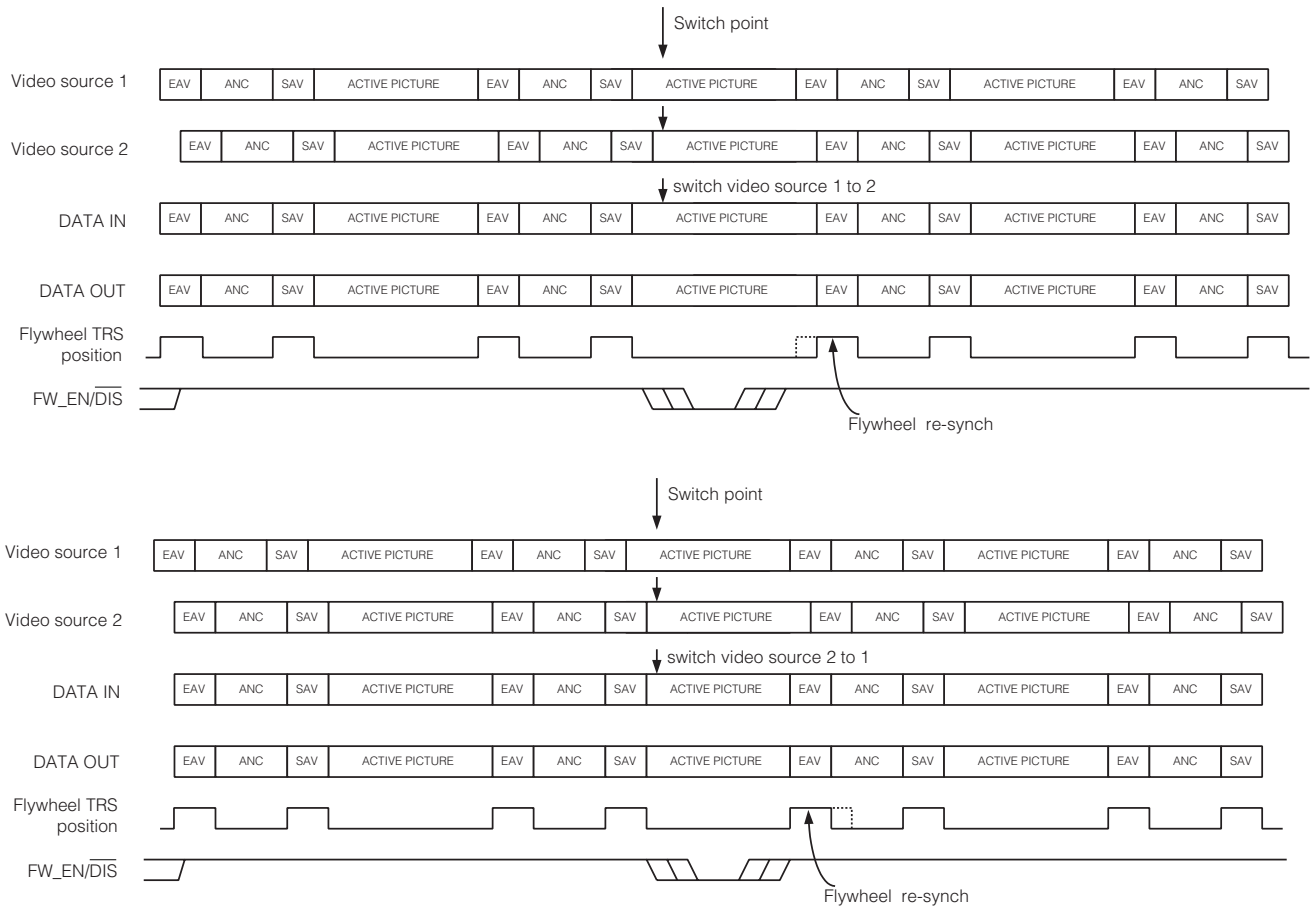 Switch point
Video source 1 EAV ANC SAV ACTIVE PICTURE EAV ANC SAV ACTIVE PICTURE EAV ANC SAV ACTIVE PICTURE EAV ANC SAV
Video source 2 EAV ANC SAV ACTIVE PICTURE EAV ANC SAV ACTIVE PICTURE EAV ANC SAV ACTIVE PICTURE EAV ANC SAV
switch video source 1 to 2
DATA IN EAV ANC SAV ACTIVE PICTURE EAV ANC SAV ACTIVE PICTURE EAV ANC SAV ACTIVE PICTURE EAV ANC SAV
DATA OUT EAV ANC SAV ACTIVE PICTURE EAV ANC SAV ACTIVE PICTURE EAV ANC SAV ACTIVE PICTURE EAV ANC SAV
Flywheel TRS
position
FW_EN/DIS
Flywheel re-synch
Switch point
Video source 1 EAV ANC SAV ACTIVE PICTURE EAV ANC SAV ACTIVE PICTURE EAV ANC SAV ACTIVE PICTURE EAV ANC SAV
Video source 2 EAV ANC SAV ACTIVE PICTURE EAV ANC SAV ACTIVE PICTURE EAV ANC SAV ACTIVE PICTURE EAV ANC SAV
switch video source 2 to 1
DATA IN EAV ANC SAV ACTIVE PICTURE EAV ANC SAV ACTIVE PICTURE EAV ANC SAV ACTIVE PICTURE EAV ANC SAV
DATA OUT EAV ANC SAV ACTIVE PICTURE EAV ANC SAV ACTIVE PICTURE EAV ANC SAV ACTIVE PICTURE EAV ANC SAV
Flywheel TRS
position
FW_EN/DIS
Flywheel re-synch